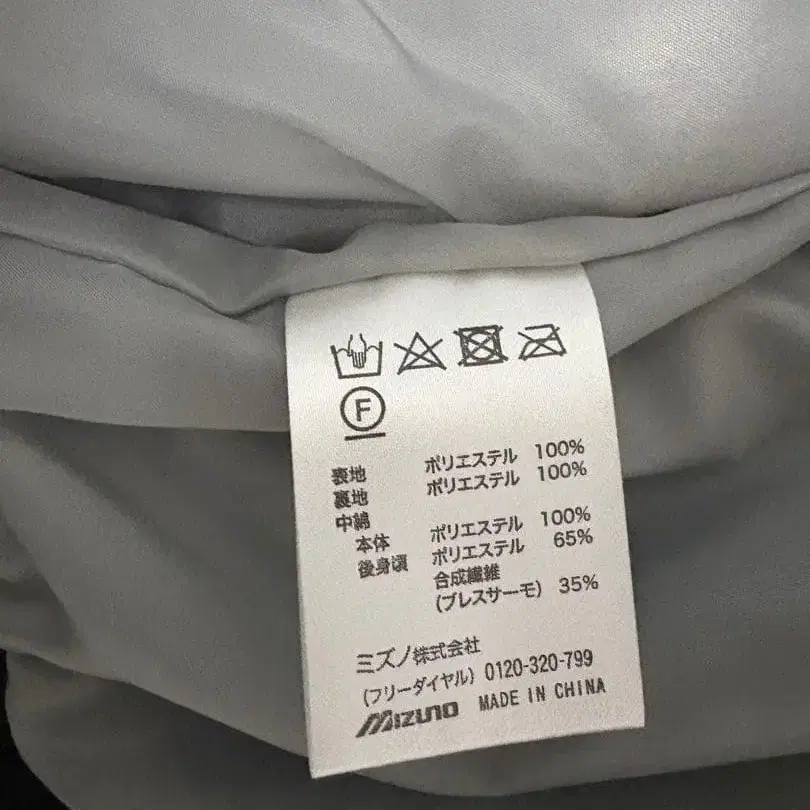 F
表地 ポリエステル 100%
裏地 ポリエステル 100%
中綿
本体 ポリエステル 100%
後身頃 ポリエステル 65%
合成繊維
(ブレスサーモ) 35%
ミズノ株式会社
(フリーダイヤル) 0120-320-799
MIZUNO MADE IN CHINA